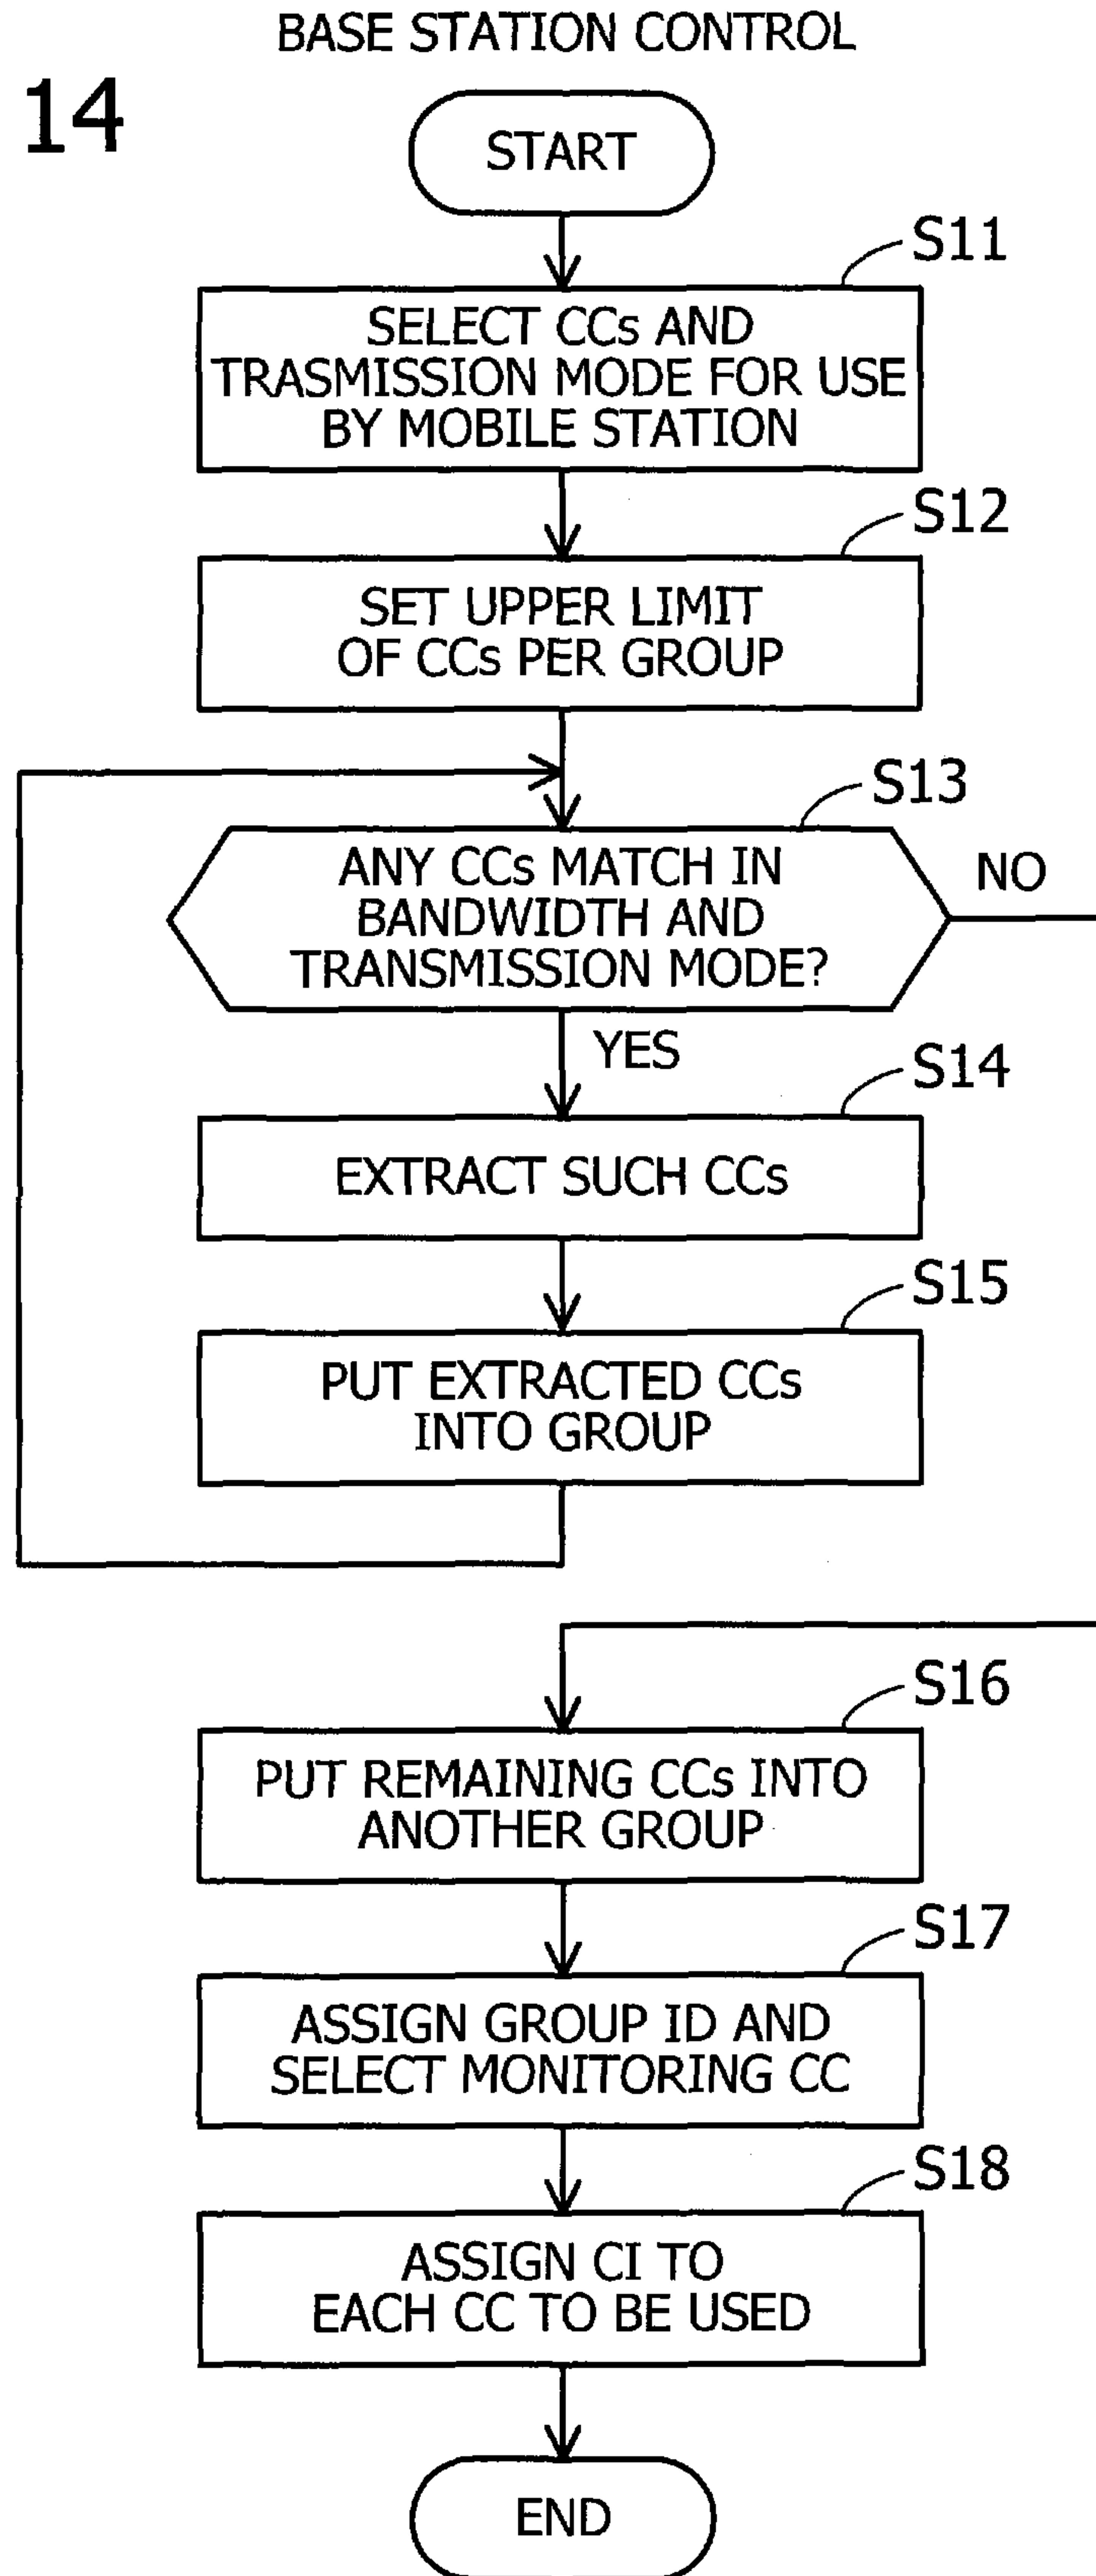 BASE STATION CONTROL
14
START
S11
SELECT CCs AND
TRASMISSION MODE FOR USE
BY MOBILE STATION
S12
SET UPPER LIMIT
OF CCs PER GROUP
S13
ANY CCs MATCH IN
BANDWIDTH AND
TRANSMISSION MODE?
NO
YES
S14
EXTRACT SUCH CCs
S15
PUT EXTRACTED CCs
INTO GROUP
S16
PUT REMAINING CCs INTO
ANOTHER GROUP
S17
ASSIGN GROUP ID AND
SELECT MONITORING CC
S18
ASSIGN CI TO
EACH CC TO BE USED
END